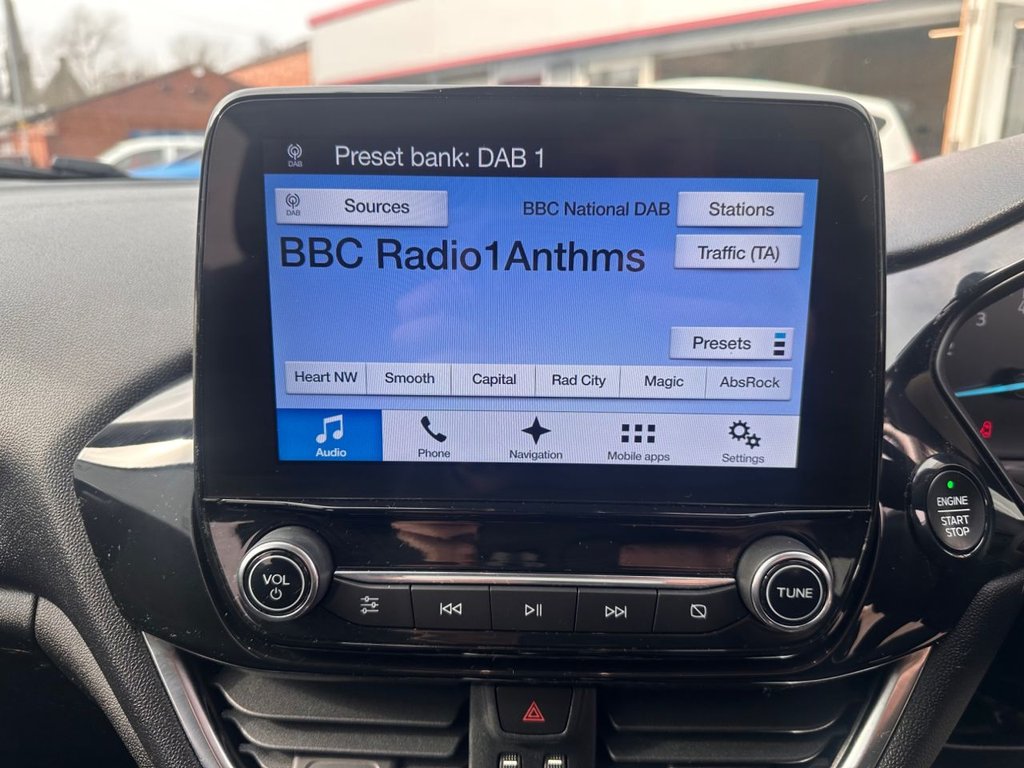 DAB
Preset bank: DAB 1
DAB
Sources
BBC National DAB
Stations
BBC Radio1Anthms
Traffic (TA)
Presets
Heart NW
Smooth
Capital
Rad City
Magic
AbsRock
Audio
Phone
Navigation
Mobile apps
Settings
VOL
TUNE
ENGINE
START
STOP
3